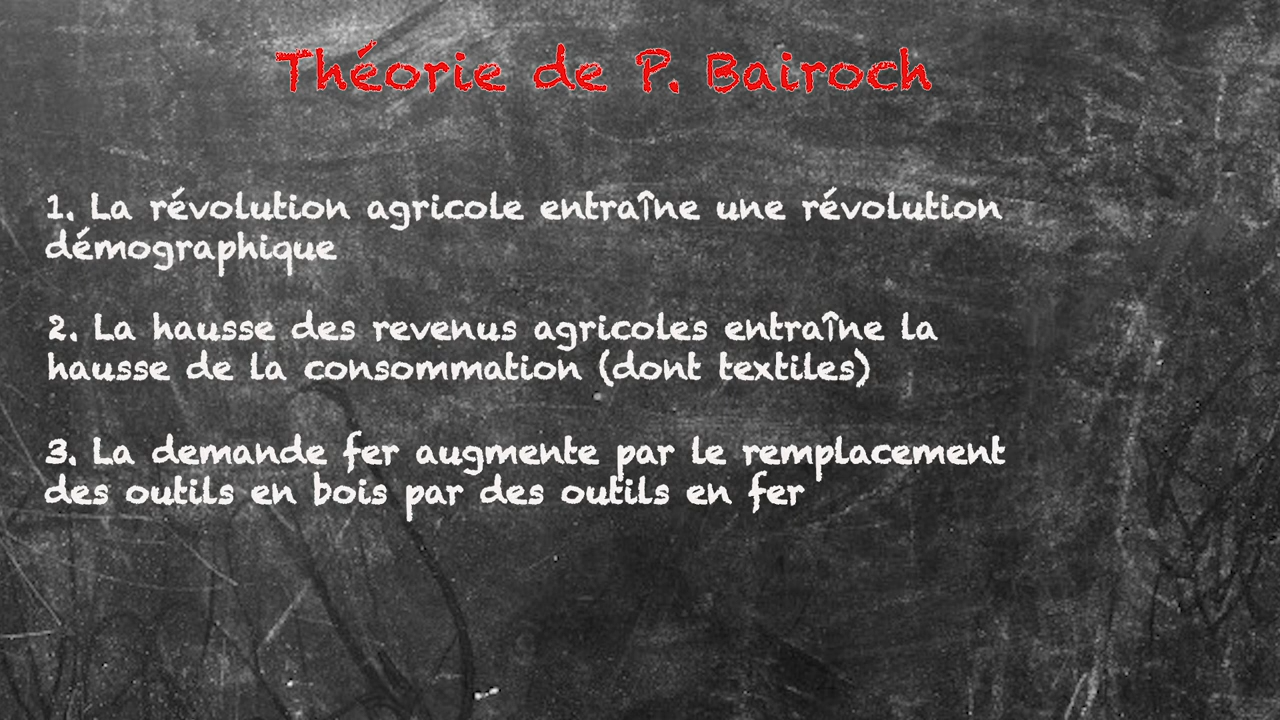 Théorie de P. Bairoch
1. La révolution agricole entraîne une révolution
démographique
2. La hausse des revenus agricoles entraîne la
hausse de la consommation (dont textiles)
3. La demande fer augmente par le remplacement
des outils en bois par des outils en fer